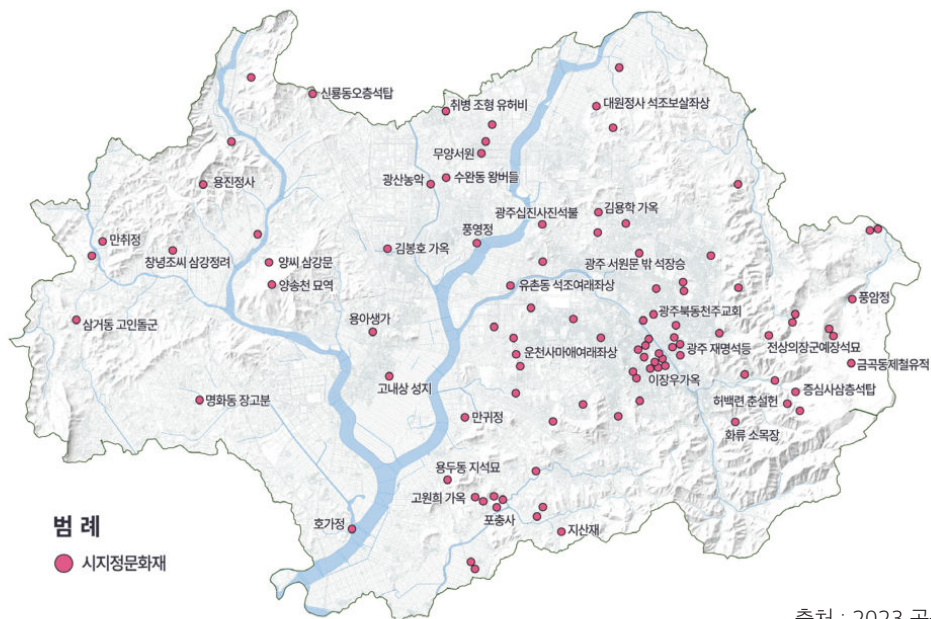 신룡동오층석탑
취병 조형 유허비
대원정사 석조보살좌상
무양서원
용진정사
광산농악
수완동 왕버들
광주십신사진석불
김용학 가옥
풍영정
만취정
창녕조씨 삼강정려
양씨 삼강문
김봉호 가옥
광주 서원문 밖 석장승
양송천 묘역
유촌동 석조여래좌상
풍암정
삼거동 고인돌군
용아생가
광주북동천주교회
운천사마애여래좌상
광주 재명석등
전상의장군예장석묘
금곡동제철유적
고내상 성지
이장우가옥
명화동 장고분
허백련 춘설헌
증심사삼층석탑
만귀정
화류 소목장
용두동 지석묘
고원희 가옥
포충사
호가정
지산재
범 례
시지정문화재
출처 : 2023